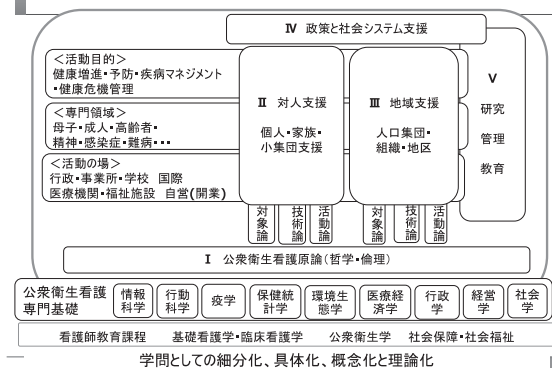 Ⅳ 政策と社会システム支援
＜活動目的＞
健康増進・予防・疾病マネジメント
・健康危機管理
＜専門領域＞
母子・成人・高齢者・
精神・感染症・難病・・・
＜活動の場＞
行政・事業所・学校 国際
医療機関・福祉施設 自営(開業)
Ⅱ 対人支援
個人・家族・
小集団支援
Ⅲ 地域支援
人口集団・
組織・地区
Ⅴ
研究
管理
教育
対象論
技術論
活動論
対象論
技術論
活動論
Ⅰ 公衆衛生看護原論(哲学・倫理)
公衆衛生看護
専門基礎
情報
科学
行動
科学
疫学
保健統
計学
環境生
態学
医療経
済学
行政
学
経営
学
社会
学
看護師教育課程 基礎看護学・臨床看護学 公衆衛生学 社会保障・社会福祉
学問としての細分化、具体化、概念化と理論化